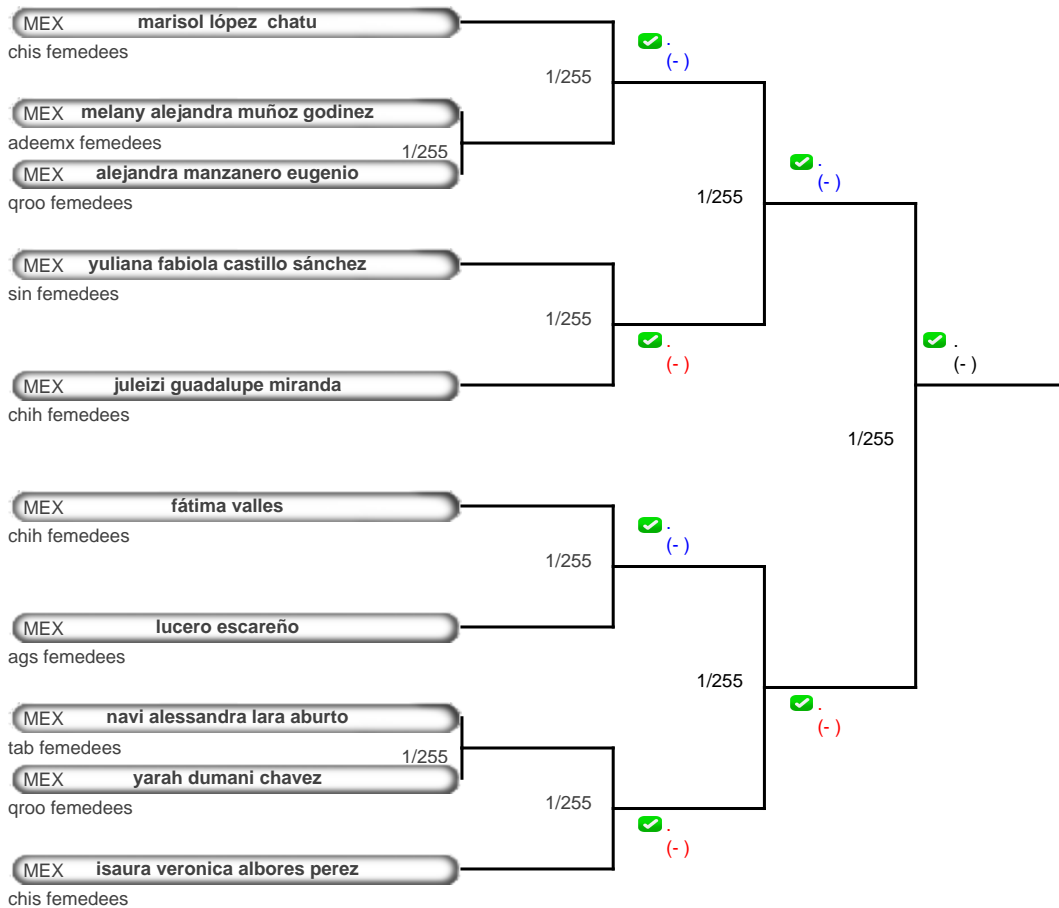 MEX marisol lópez chatu
chis femedees
MEX melany alejandra muñoz godinez
adeemx femedees
1/255
MEX alejandra manzanero eugenio
qroo femedees
1/255
.
(- )
MEX yuliana fabiola castillo sánchez
sin femedees
1/255
MEX juleizi guadalupe miranda
chih femedees
.
(- )
1/255
.
(- )
MEX fátima valles
chih femedees
1/255
MEX lucero escareño
ags femedees
.
(- )
MEX navi alessandra lara aburto
tab femedees
1/255
MEX yarah dumani chavez
qroo femedees
1/255
MEX isaura veronica albores perez
chis femedees
.
(- )
1/255
.
(- )
1/255
.
(- )